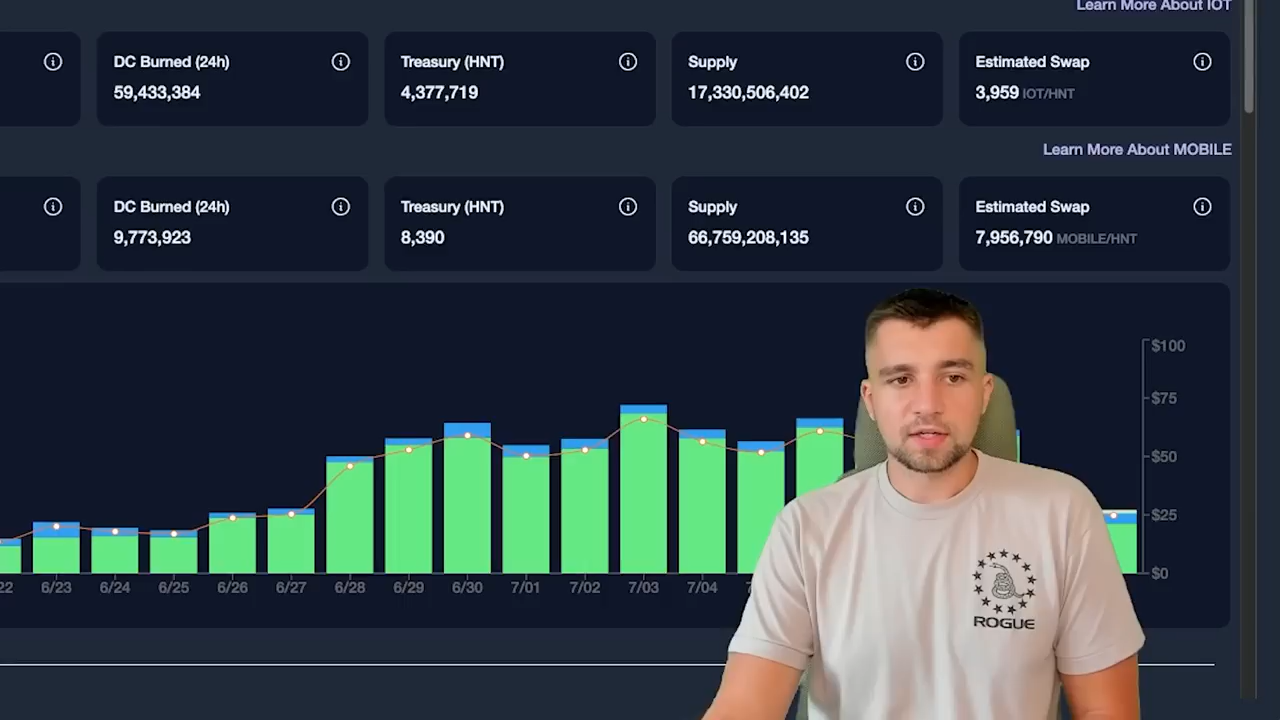 Learn More About IOT
DC Burned (24h)
59,433,384
Treasury (HNT)
4,377,719
Supply
17,330,506,402
Estimated Swap
3,959 IOT/HNT
Learn More About MOBILE
DC Burned (24h)
9,773,923
Treasury (HNT)
8,390
Supply
66,759,208,135
Estimated Swap
7,956,790 MOBILE/HNT
$100
$75
$50
$25
$0
22 6/23 6/24 6/25 6/26 6/27 6/28 6/29 6/30 7/01 7/02 7/03 7/04
ROGUE